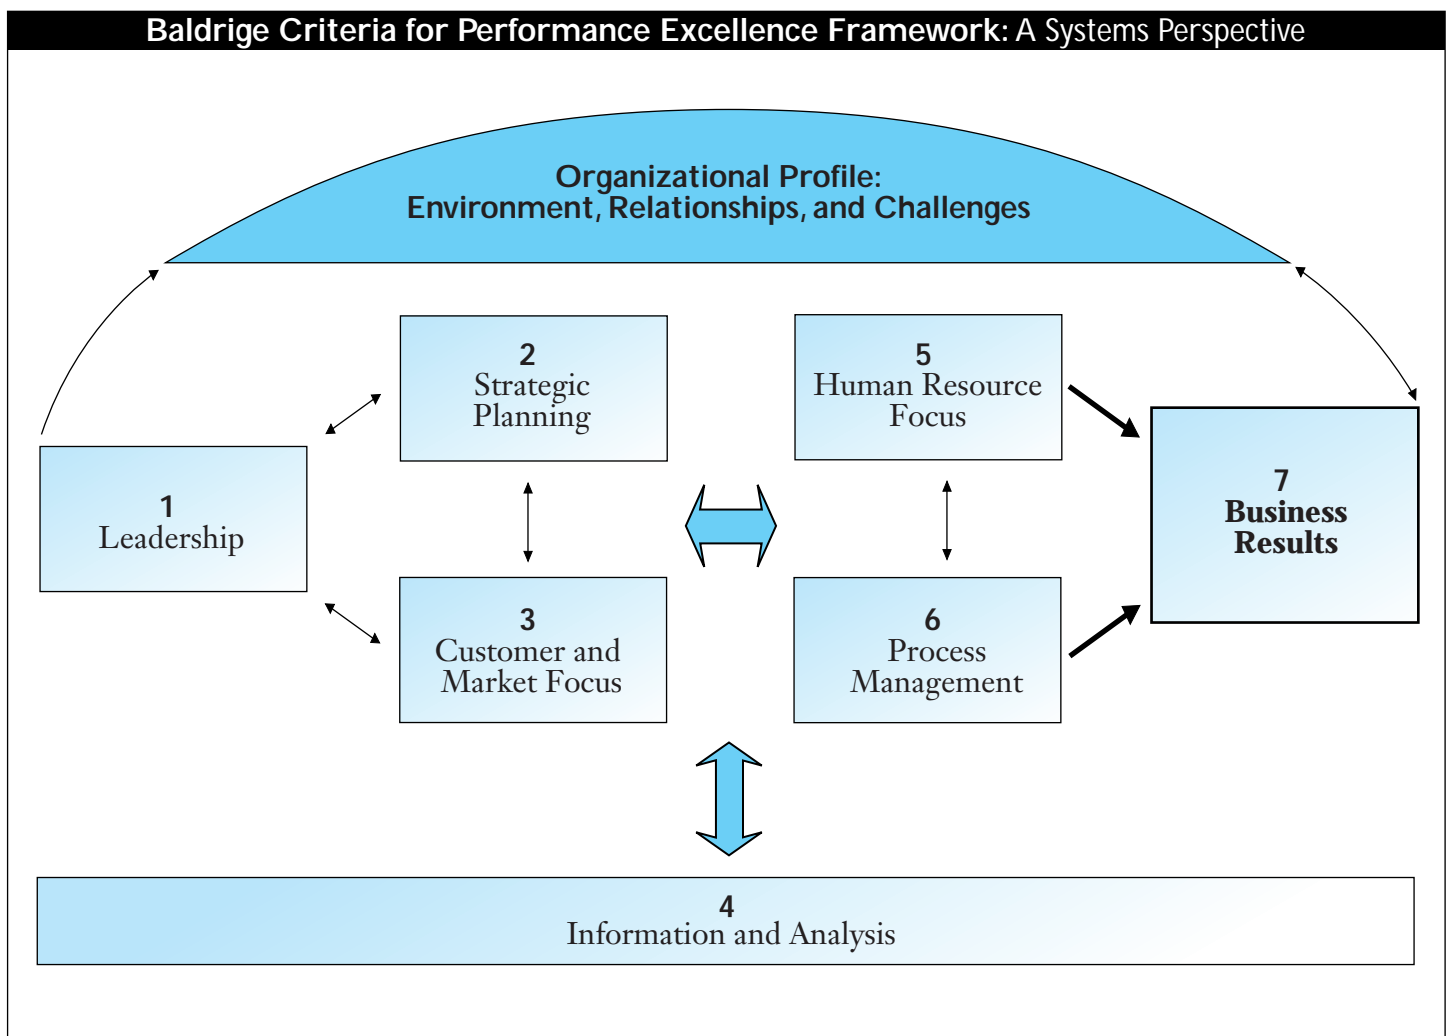 Baldrige Criteria for Performance Excellence Framework: A Systems Perspective
Organizational Profile:
Environment, Relationships, and Challenges
2
Strategic
Planning
5
Human Resource
Focus
1
Leadership
7
Business
Results
3
Customer and
Market Focus
6
Process
Management
4
Information and Analysis